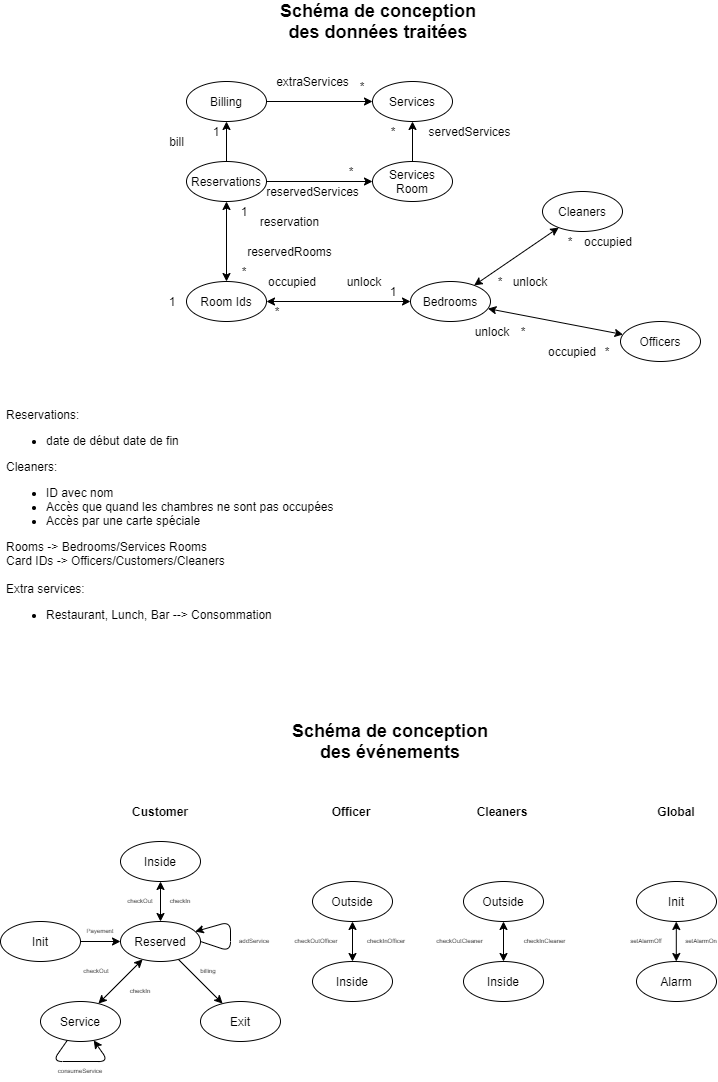 Schéma de conception
des données traitées
extraServices
*
Billing
Services
1
*
servedServices
bill
*
Reservations
Services
Room
reservedServices
1
reservation
Cleaners
*
occupied
reservedRooms
*
occupied
unlock
*
unlock
1
1
Room Ids
*
Bedrooms
unlock
*
Officers
occupied
*
Reservations:
• date de début date de fin
Cleaners:
• ID avec nom
• Accès que quand les chambres ne sont pas occupées
• Accès par une carte spéciale
Rooms -> Bedrooms/Services Rooms
Card IDs -> Officers/Customers/Cleaners
Extra services:
• Restaurant, Lunch, Bar --> Consommation
Schéma de conception
des événements
Customer
Officer
Cleaners
Global
Inside
checkOut
checkIn
Init
Payement
Reserved
addService
checkOut
checkIn
billing
Service
Exit
consumeService
Outside
checkOutOfficer
checkInOfficer
Inside
Outside
checkOutCleaner
checkInCleaner
Inside
Init
setAlarmOff
setAlarmOn
Alarm